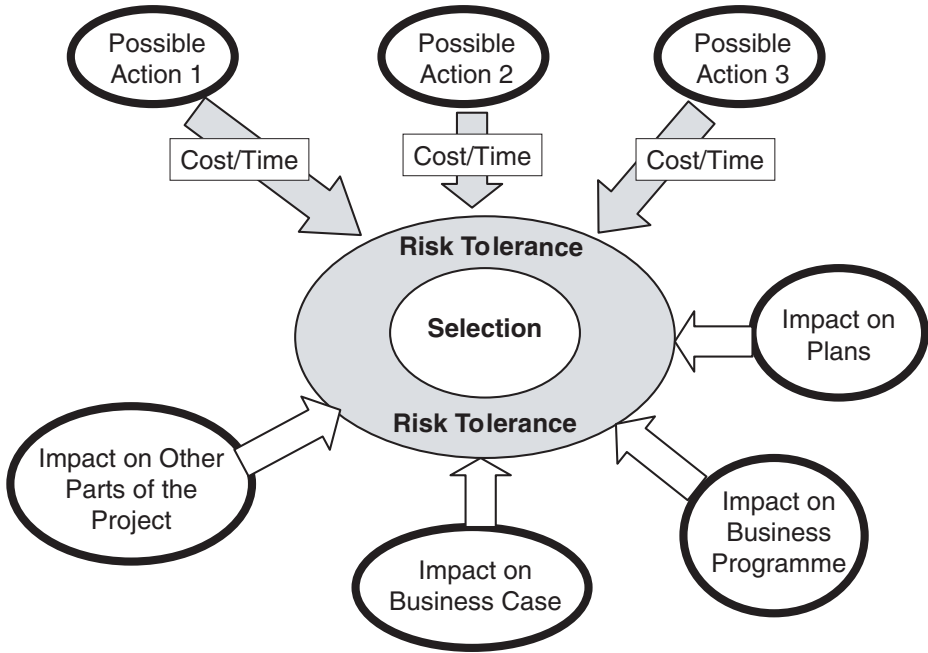 Possible
Action 1
Possible
Action 2
Possible
Action 3
Cost/Time
Cost/Time
Cost/Time
Risk Tolerance
Selection
Risk Tolerance
Impact on
Plans
Impact on Other
Parts of the
Project
Impact on
Business Case
Impact on
Business
Programme